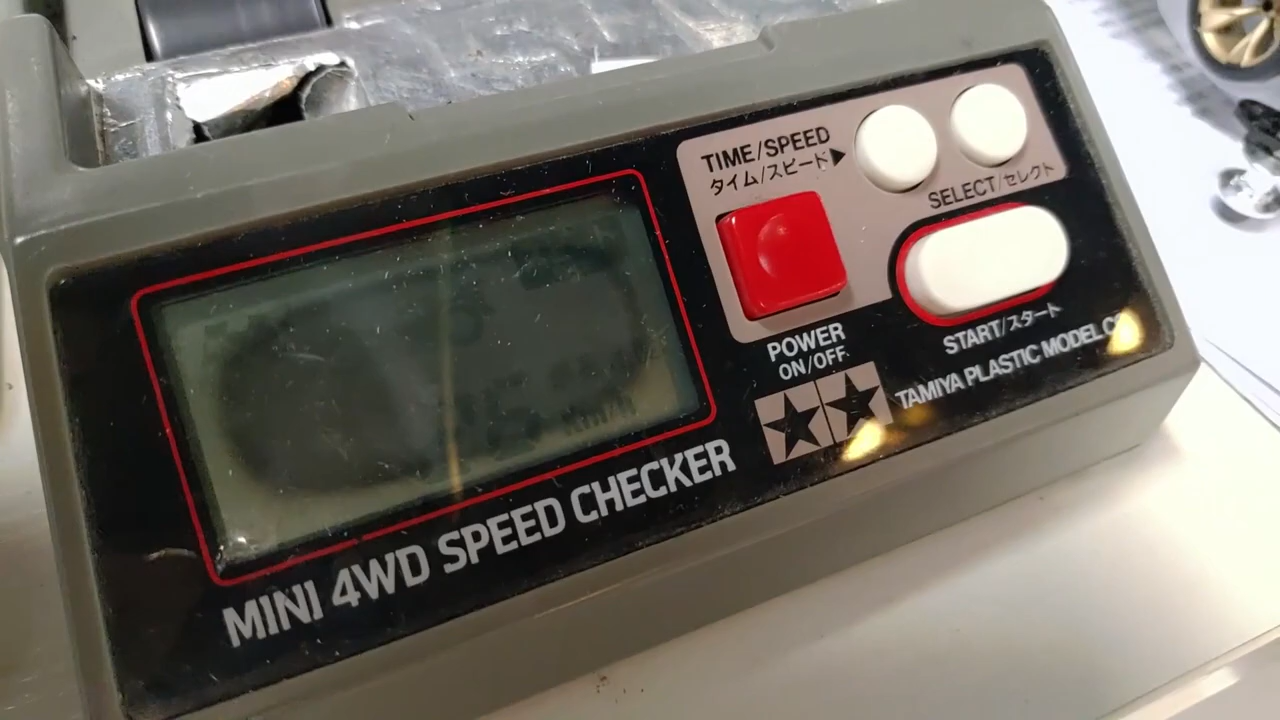 TIME/SPEED
タイム/スピード▶
SELECT/セレクト
POWER
ON/OFF.
START/スタート
TAMIYA PLASTIC MODEL
km/h
MINI 4WD SPEED CHECKER